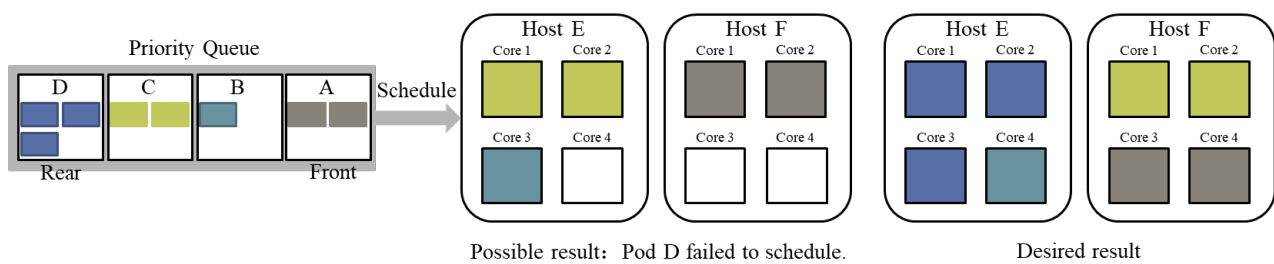 Priority Queue
D
C
B
A
Rear
Front
Schedule
Host E
Core 1
Core 2
Core 3
Core 4
Host F
Core 1
Core 2
Core 3
Core 4
Possible result: Pod D failed to schedule.
Host E
Core 1
Core 2
Core 3
Core 4
Host F
Core 1
Core 2
Core 3
Core 4
Desired result